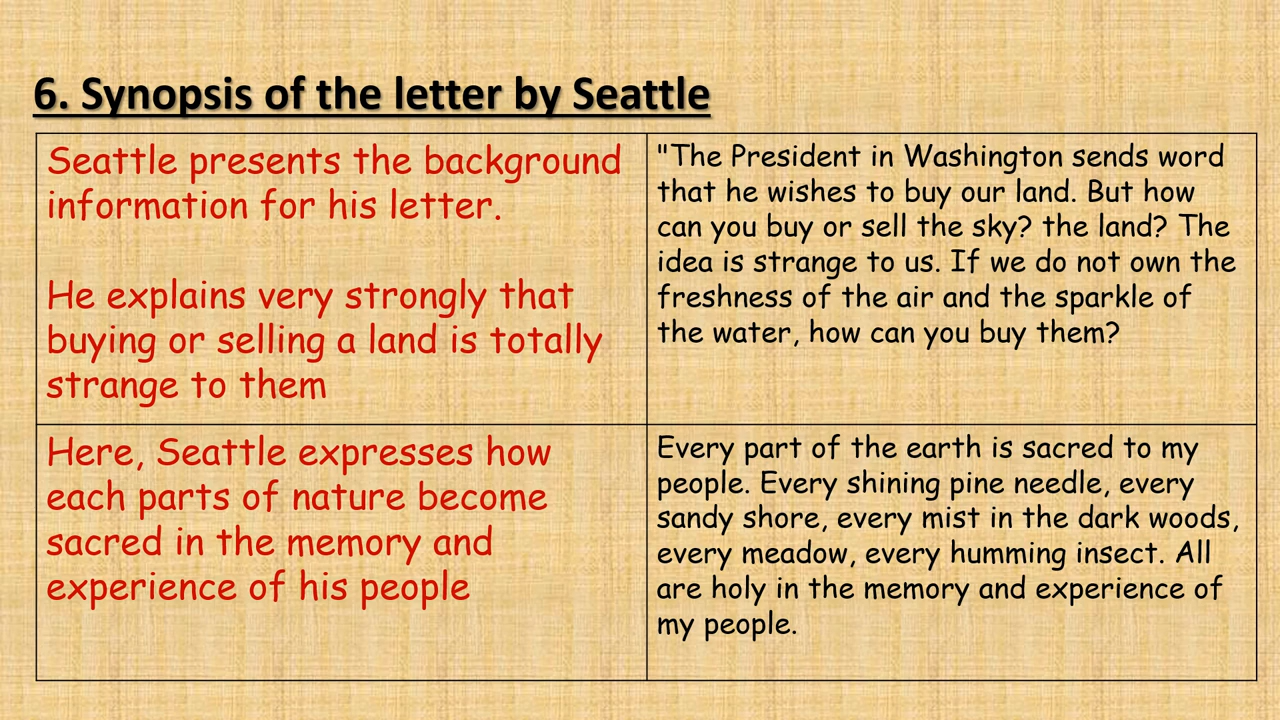 6. Synopsis of the letter by Seattle
Seattle presents the background
information for his letter.
He explains very strongly that
buying or selling a land is totally
strange to them
"The President in Washington sends word
that he wishes to buy our land. But how
can you buy or sell the sky? the land? The
idea is strange to us. If we do not own the
freshness of the air and the sparkle of
the water, how can you buy them?
Here, Seattle expresses how
each parts of nature become
sacred in the memory and
experience of his people
Every part of the earth is sacred to my
people. Every shining pine needle, every
sandy shore, every mist in the dark woods,
every meadow, every humming insect. All
are holy in the memory and experience of
my people.